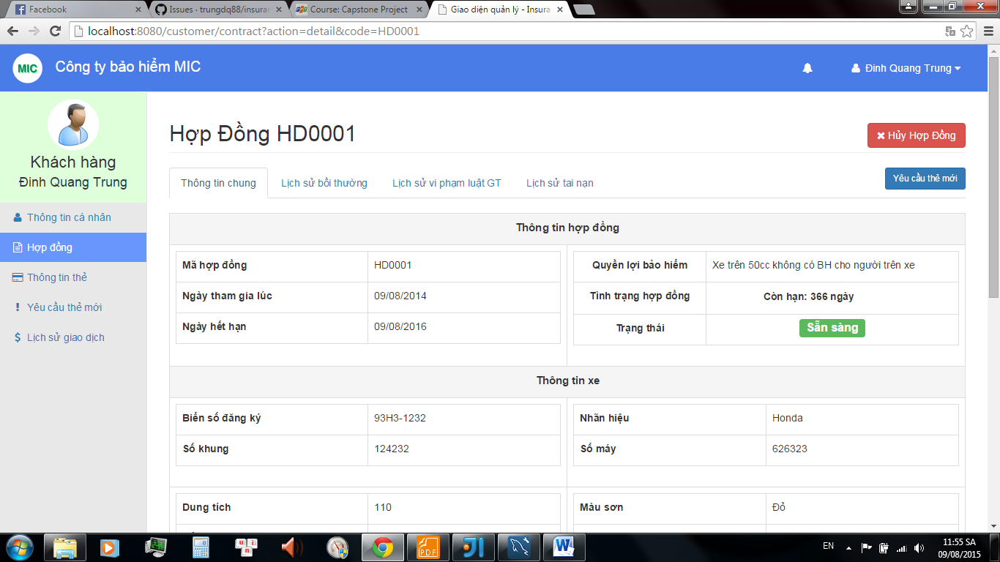 Facebook
Issues · trungdq88/insurar
Course: Capstone Project
Giao diện quản lý - Insura
localhost:8080/customer/contract?action=detail&code=HD0001
MIC
Công ty bảo hiểm MIC
Đinh Quang Trung
Khách hàng
Đinh Quang Trung
Thông tin cá nhân
Hợp đồng
Thông tin thẻ
Yêu cầu thẻ mới
Lịch sử giao dịch
Hợp Đồng HD0001
Hủy Hợp Đồng
Thông tin chung
Lịch sử bồi thường
Lịch sử vi phạm luật GT
Lịch sử tai nạn
Yêu cầu thẻ mới
Thông tin hợp đồng
Mã hợp đồng HD0001
Ngày tham gia lúc 09/08/2014
Ngày hết hạn 09/08/2016
Quyền lợi bảo hiểm Xe trên 50cc không có BH cho người trên xe
Tình trạng hợp đồng Còn hạn: 366 ngày
Trạng thái Sẵn sàng
Thông tin xe
Biển số đăng ký 93H3-1232
Số khung 124232
Nhãn hiệu Honda
Số máy 626323
Dung tích 110
Màu sơn Đỏ
PDF
EN
11:55 SA
09/08/2015